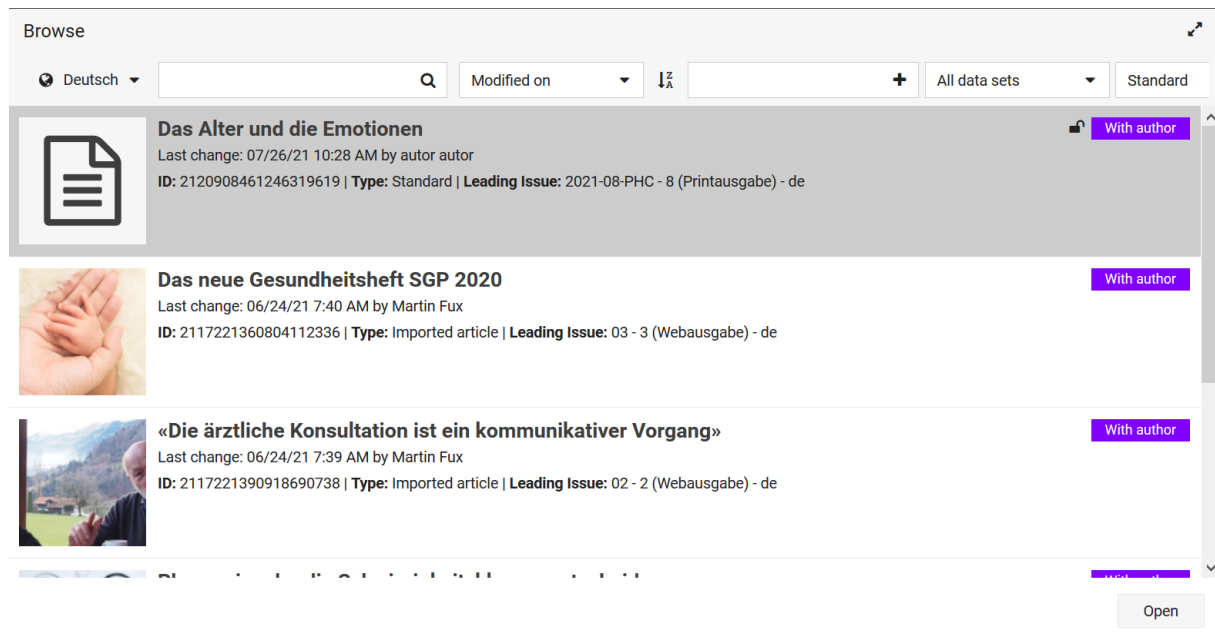 Browse
Deutsch
Modified on
All data sets
Standard
Das Alter und die Emotionen
With author
Last change: 07/26/21 10:28 AM by autor autor
ID: 2120908461246319619 | Type: Standard | Leading Issue: 2021-08-PHC - 8 (Printausgabe) - de
Das neue Gesundheitsheft SGP 2020
With author
Last change: 06/24/21 7:40 AM by Martin Fux
ID: 2117221360804112336 | Type: Imported article | Leading Issue: 03 - 3 (Webausgabe) - de
«Die ärztliche Konsultation ist ein kommunikativer Vorgang»
With author
Last change: 06/24/21 7:39 AM by Martin Fux
ID: 2117221390918690738 | Type: Imported article | Leading Issue: 02 - 2 (Webausgabe) - de
Open